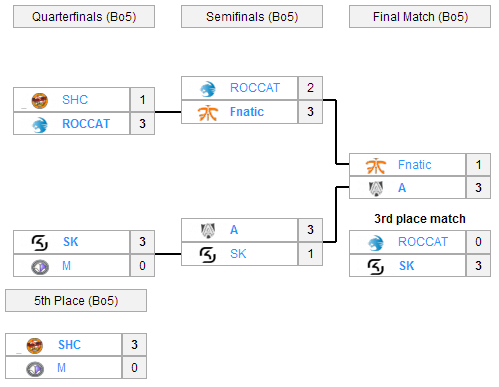 Quarterfinals (Bo5) Semifinals (Bo5) Final Match (Bo5)
ROCCAT 2
SHC 1
Fnatic 3
ROCCAT 3
Fnatic 1
A 3
3rd place match
A 3
SK 3
ROCCAT 0
SK 1
M 0
SK 3
5th Place (Bo5)
SHC 3
M 0